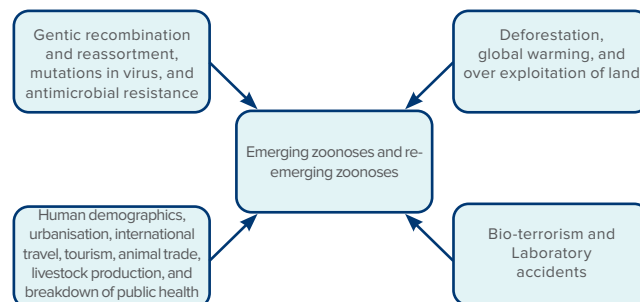 Gentic recombination
and reassortment,
mutations in virus, and
antimicrobial resistance
Deforestation,
global warming, and
over exploitation of land
Emerging zoonoses and re-
emerging zoonoses
Human demographics,
urbanisation, international
travel, tourism, animal trade,
livestock production, and
breakdown of public health
Bio-terrorism and
Laboratory
accidents